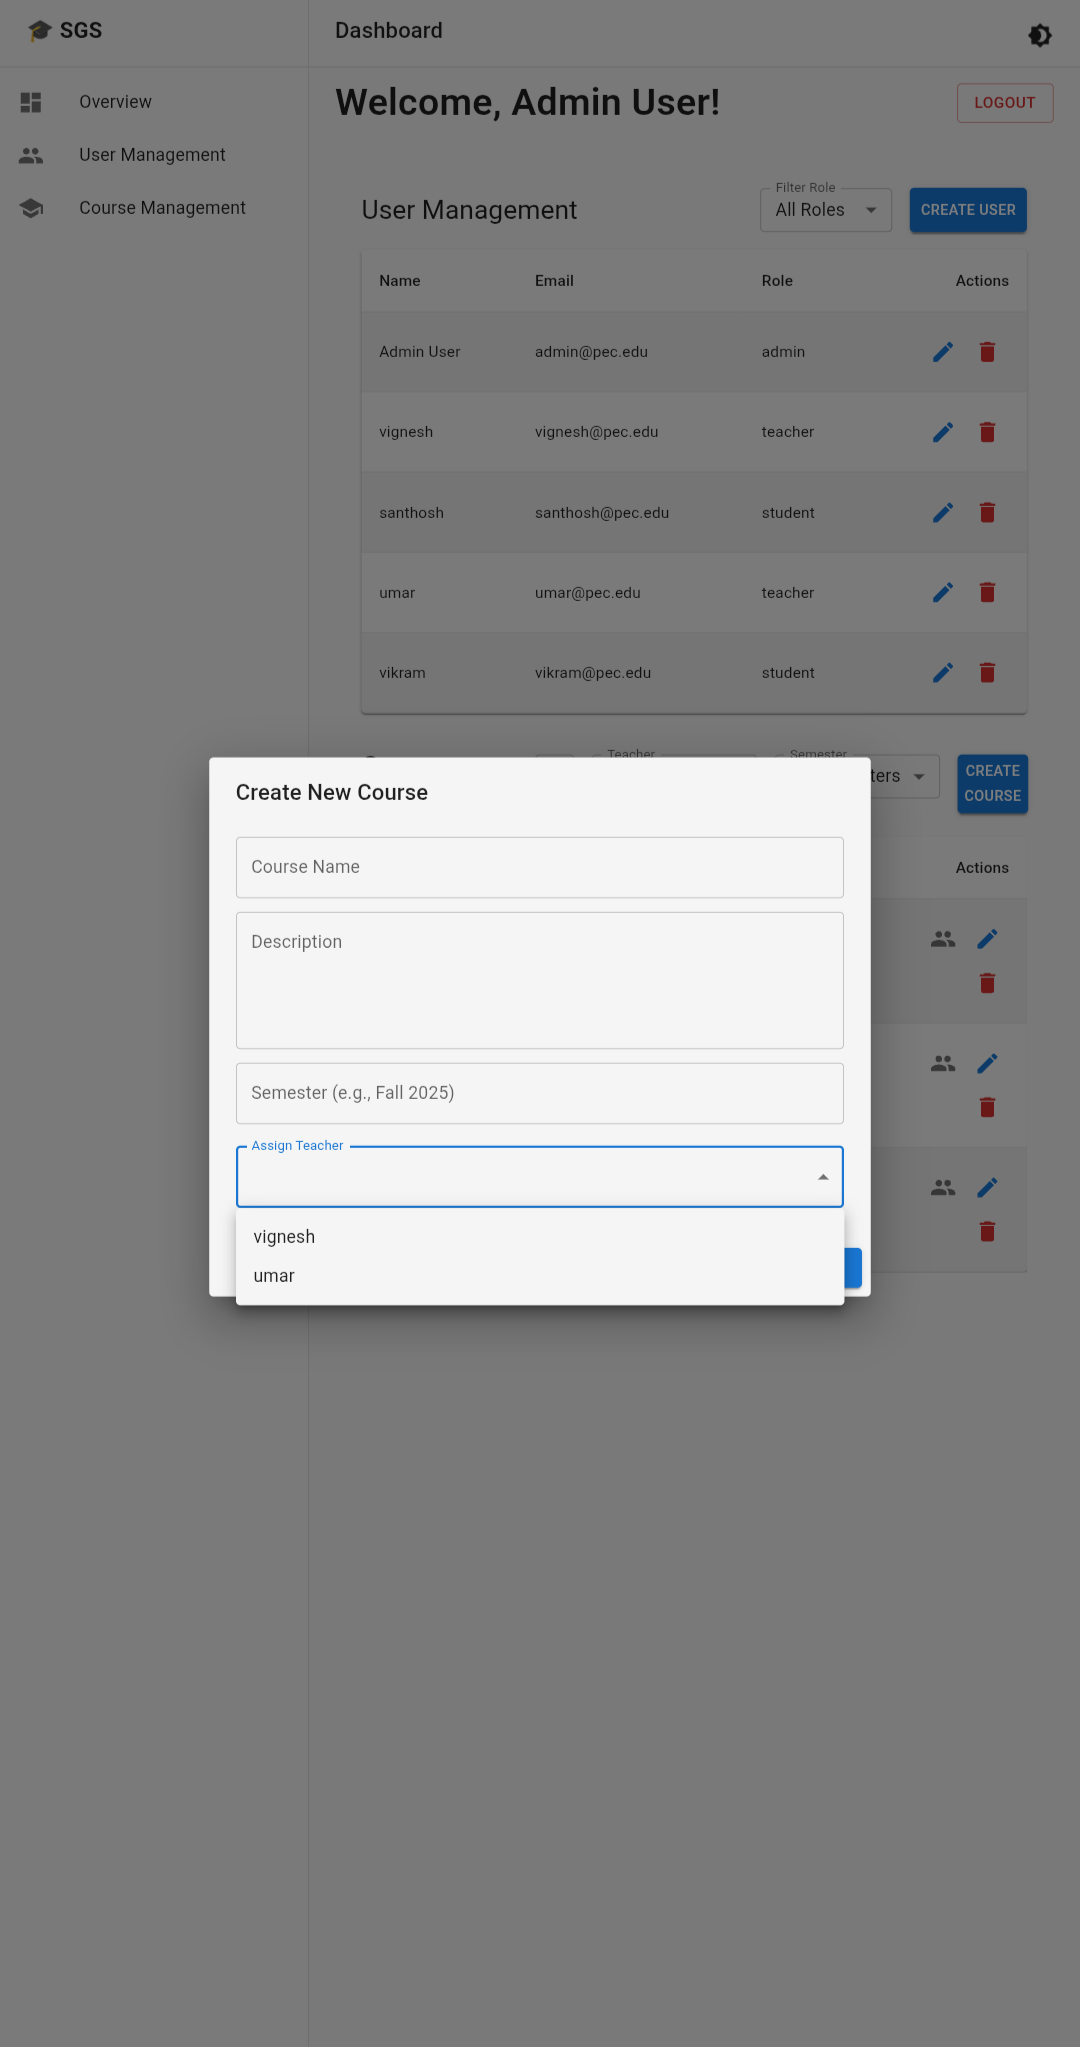 SGS
Dashboard
Overview
User Management
Course Management
Welcome, Admin User!
LOGOUT
User Management
Filter Role
All Roles
CREATE USER
Name Email Role Actions
Admin User admin@pec.edu admin
vignesh vignesh@pec.edu teacher
santhosh santhosh@pec.edu student
umar umar@pec.edu teacher
vikram vikram@pec.edu student
Teacher
Semester
ters
CREATE
COURSE
Actions
Create New Course
Course Name
Description
Semester (e.g., Fall 2025)
Assign Teacher
vignesh
umar